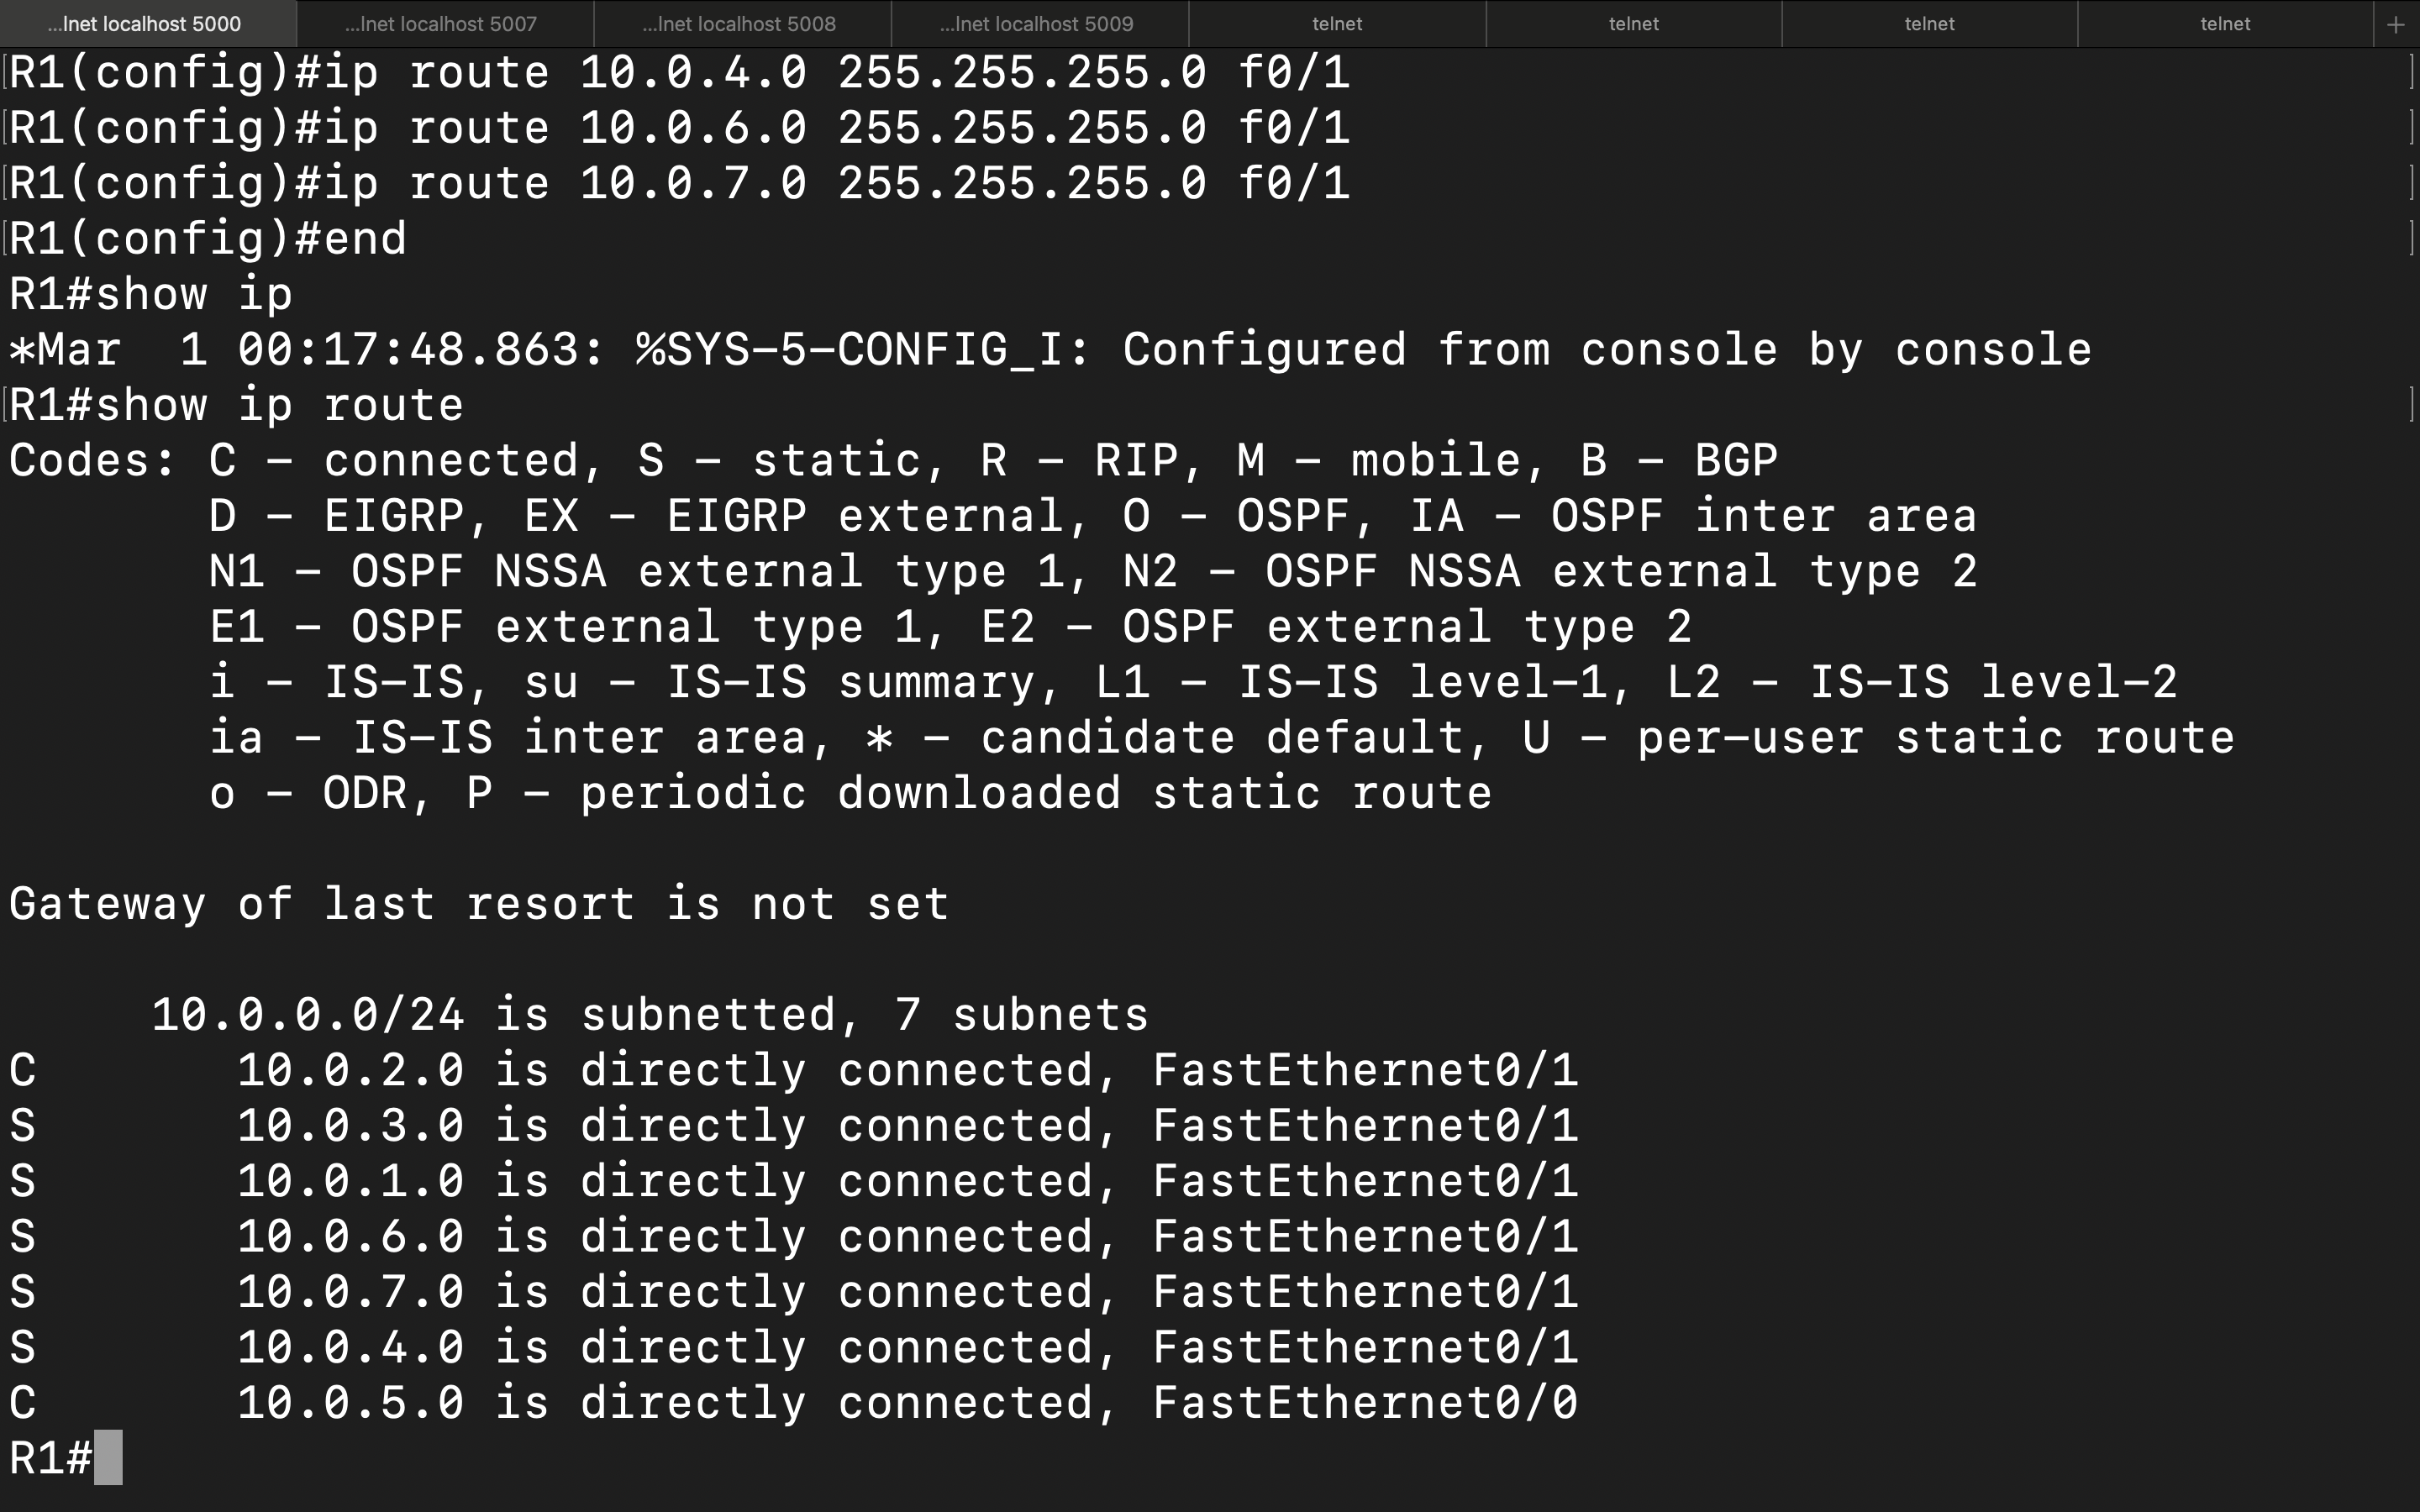 ...lnet localhost 5000 ...lnet localhost 5007 ...lnet localhost 5008 ...lnet localhost 5009 telnet telnet telnet telnet +
[R1(config)#ip route 10.0.4.0 255.255.255.0 f0/1 ]
[R1(config)#ip route 10.0.6.0 255.255.255.0 f0/1 ]
[R1(config)#ip route 10.0.7.0 255.255.255.0 f0/1 ]
[R1(config)#end ]
R1#show ip
*Mar  1 00:17:48.863: %SYS-5-CONFIG_I: Configured from console by console
[R1#show ip route ]
Codes: C - connected, S - static, R - RIP, M - mobile, B - BGP
       D - EIGRP, EX - EIGRP external, O - OSPF, IA - OSPF inter area
       N1 - OSPF NSSA external type 1, N2 - OSPF NSSA external type 2
       E1 - OSPF external type 1, E2 - OSPF external type 2
       i - IS-IS, su - IS-IS summary, L1 - IS-IS level-1, L2 - IS-IS level-2
       ia - IS-IS inter area, * - candidate default, U - per-user static route
       o - ODR, P - periodic downloaded static route

Gateway of last resort is not set

     10.0.0.0/24 is subnetted, 7 subnets
C       10.0.2.0 is directly connected, FastEthernet0/1
S       10.0.3.0 is directly connected, FastEthernet0/1
S       10.0.1.0 is directly connected, FastEthernet0/1
S       10.0.6.0 is directly connected, FastEthernet0/1
S       10.0.7.0 is directly connected, FastEthernet0/1
S       10.0.4.0 is directly connected, FastEthernet0/1
C       10.0.5.0 is directly connected, FastEthernet0/0
R1#